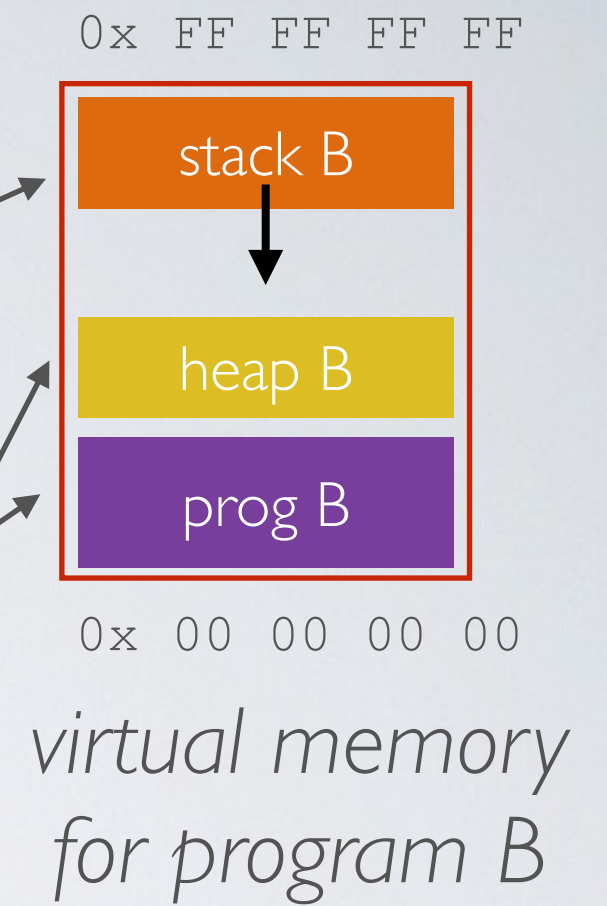 0x FF FF FF FF
stack B
heap B
prog B
0x 00 00 00 00
virtual memory
for program B